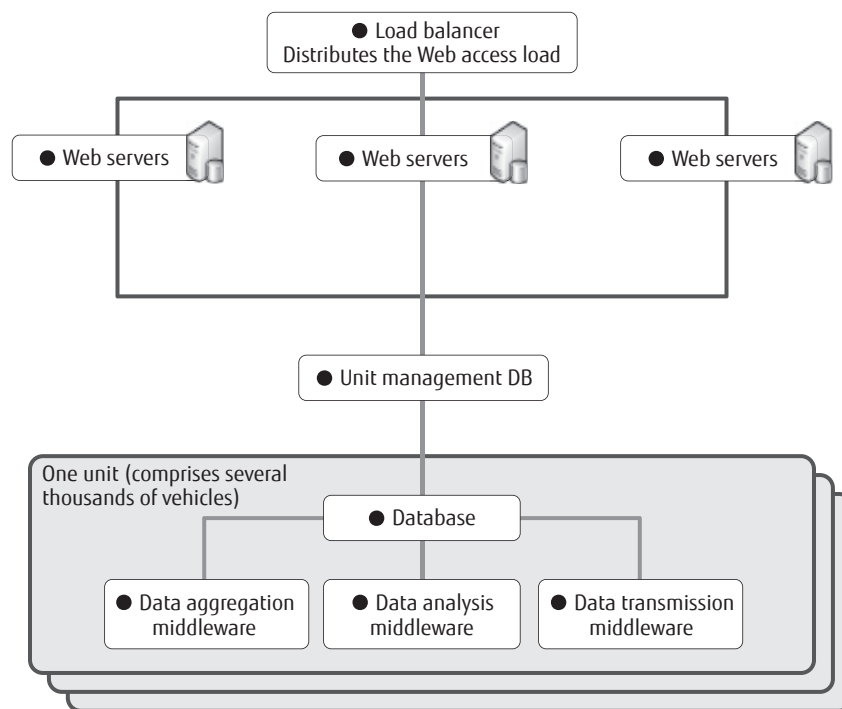 ● Load balancer
Distributes the Web access load
● Web servers
● Web servers
● Web servers
● Unit management DB
One unit (comprises several
thousands of vehicles)
● Database
● Data aggregation
middleware
● Data analysis
middleware
● Data transmission
middleware